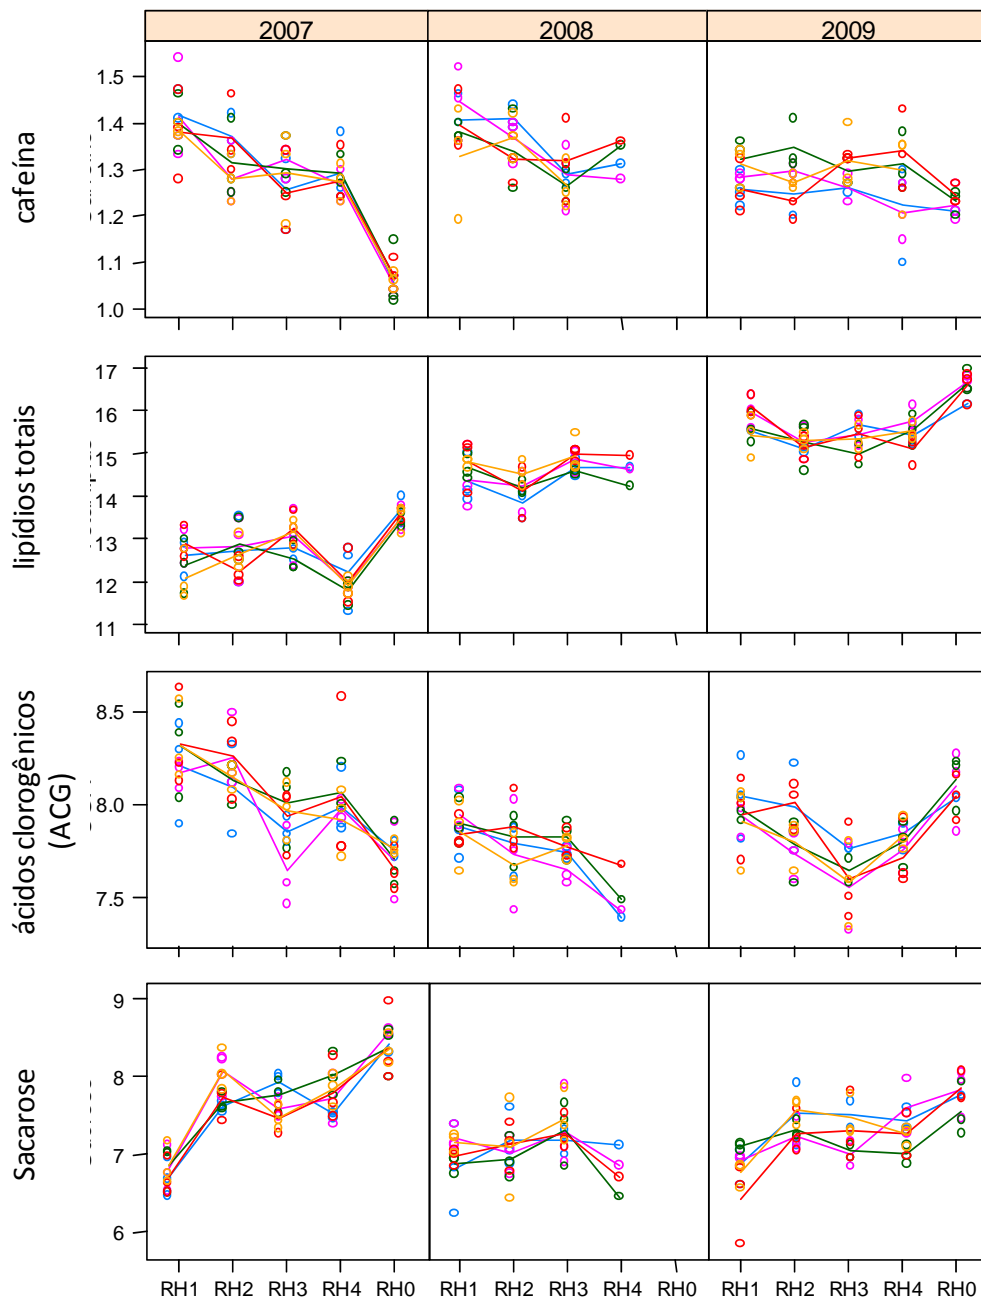 2007 2008 2009
cafeína
1.5
1.4
1.3
1.2
1.1
1.0
lipídios totais
17
16
15
14
13
12
11
ácidos clorogênicos
(ACG)
8.5
8.0
7.5
Sacarose
9
8
7
6
RH1 RH2 RH3 RH4 RH0 RH1 RH2 RH3 RH4 RH0 RH1 RH2 RH3 RH4 RH0